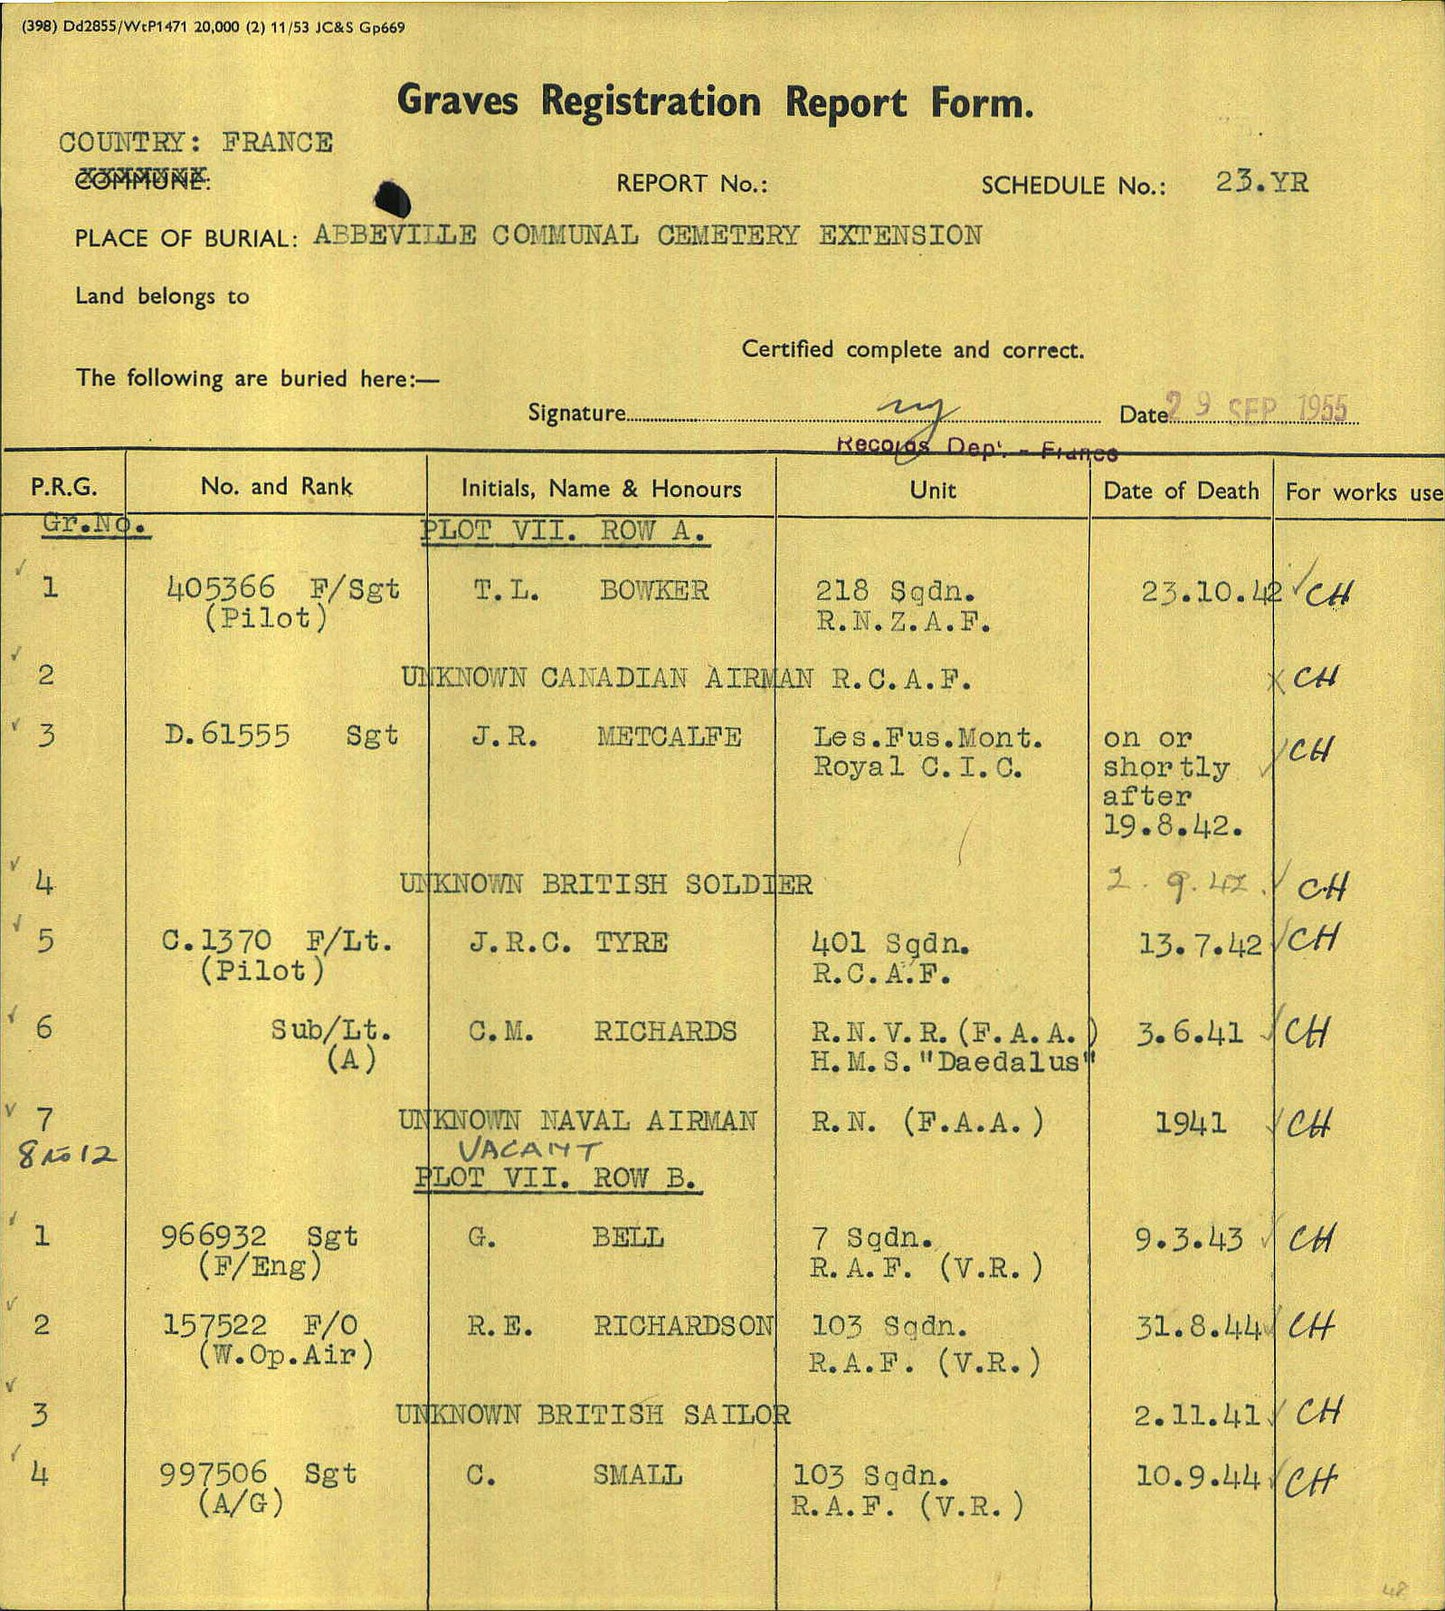 (398) Dd2855/WtP1471 20,000 (2) 11/53 JC&S Gp669
Graves Registration Report Form.
COUNTRY: FRANCE
COMMUNE:
REPORT No.: SCHEDULE No.: 23.YR
PLACE OF BURIAL: ABBEVILLE COMMUNAL CEMETERY EXTENSION
Land belongs to
Certified complete and correct.
The following are buried here:—
Signature Date 29 SEP 1955
Records Dep't. - France
P.R.G. No. and Rank Initials, Name & Honours Unit Date of Death For works use
Gr.No. PLOT VII. ROW A.
1 405366 F/Sgt T.L. BOWKER 218 Sqdn. 23.10.42 CH
(Pilot) R.N.Z.A.F.
2 UNKNOWN CANADIAN AIRMAN R.C.A.F. CH
3 D.61555 Sgt J.R. METCALFE Les.Fus.Mont. on or CH
Royal C.I.C. shortly
after
19.8.42.
4 UNKNOWN BRITISH SOLDIER 2.9.42. CH
5 C.1370 F/Lt. J.R.C. TYRE 401 Sqdn. 13.7.42 CH
(Pilot) R.C.A.F.
6 Sub/Lt. C.M. RICHARDS R.N.V.R.(F.A.A.) 3.6.41 CH
(A) H.M.S."Daedalus"
7 UNKNOWN NAVAL AIRMAN R.N. (F.A.A.) 1941 CH
8 to 12 VACANT
PLOT VII. ROW B.
1 966932 Sgt G. BELL 7 Sqdn. 9.3.43 CH
(F/Eng) R.A.F. (V.R.)
2 157522 F/O R.E. RICHARDSON 103 Sqdn. 31.8.44 CH
(W.Op.Air) R.A.F. (V.R.)
3 UNKNOWN BRITISH SAILOR 2.11.41 CH
4 997506 Sgt C. SMALL 103 Sqdn. 10.9.44 CH
(A/G) R.A.F. (V.R.)
48